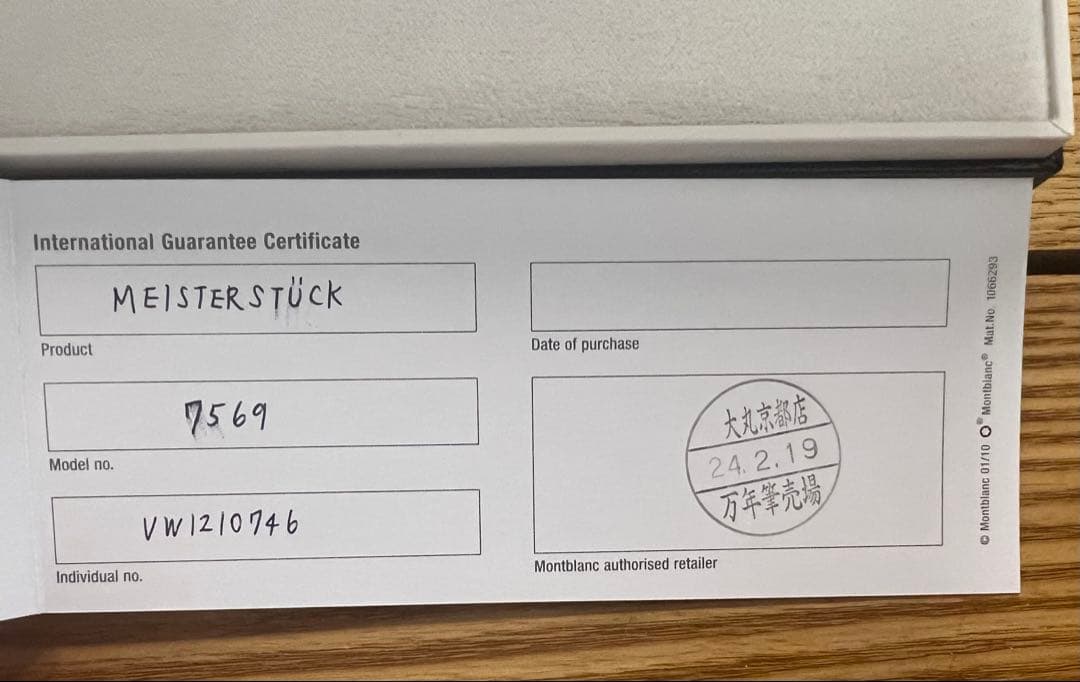 International Guarantee Certificate
MEISTERSTÜCK
Product
7569
Model no.
VW1210746
Individual no.
Date of purchase
大丸京都店
24.2.19
万年筆売場
Montblanc authorised retailer
© Montblanc 01/10 ® Montblanc® Mat.No. 1066293